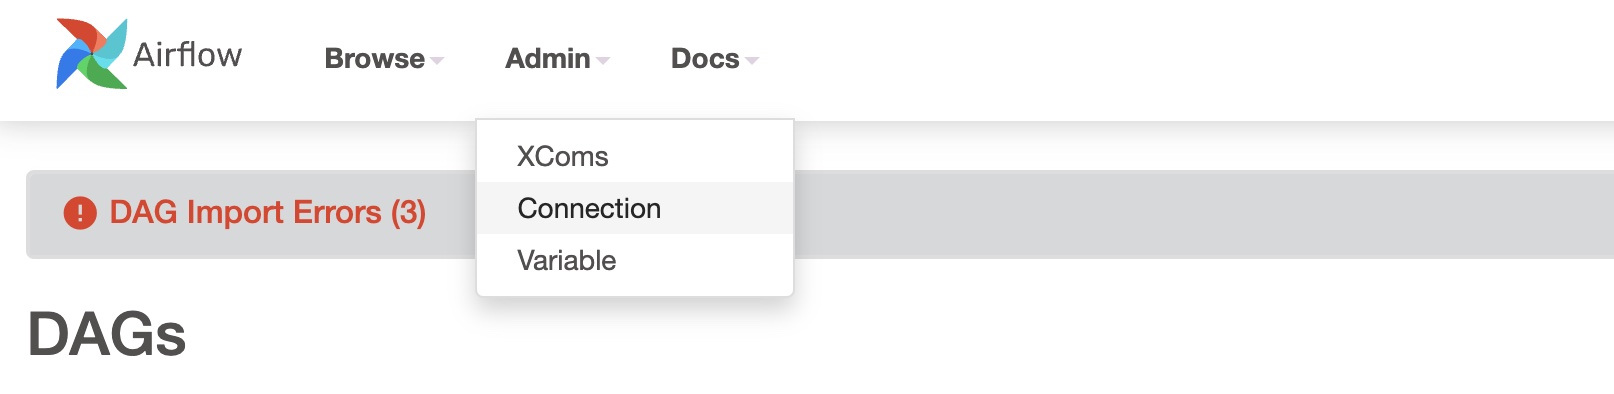 Airflow Browse Admin Docs
XComs
DAG Import Errors (3)
Connection
Variable
DAGs